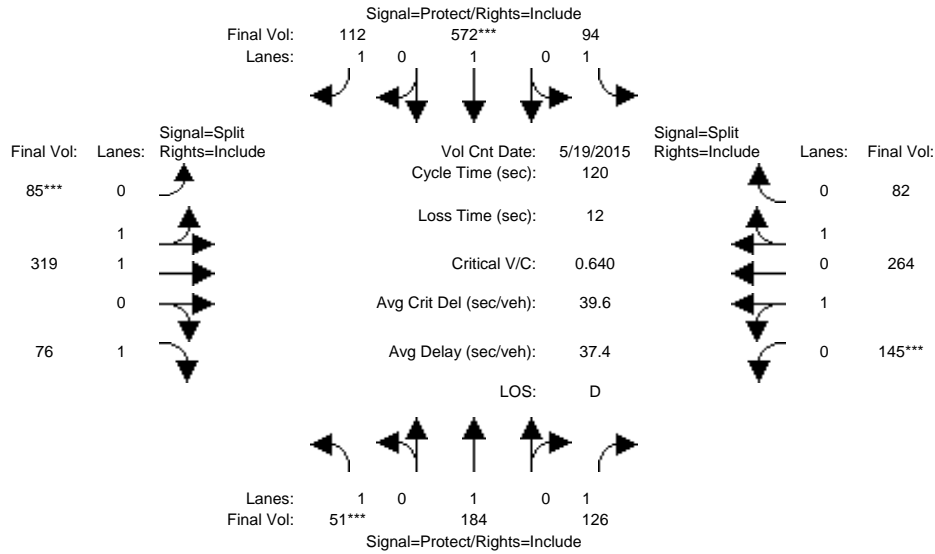 Signal=Protect/Rights=Include
Final Vol: 112 572*** 94
Lanes: 1 0 1 0 1
Signal=Split
Final Vol: Lanes: Rights=Include
Vol Cnt Date: 5/19/2015
Signal=Split
Rights=Include Lanes: Final Vol:
Cycle Time (sec): 120
85*** 0
0 82
Loss Time (sec): 12
1
1
319 1
Critical V/C: 0.640
0 264
0
Avg Crit Del (sec/veh): 39.6
1
76 1
Avg Delay (sec/veh): 37.4
0 145***
LOS: D
Lanes: 1 0 1 0 1
Final Vol: 51*** 184 126
Signal=Protect/Rights=Include